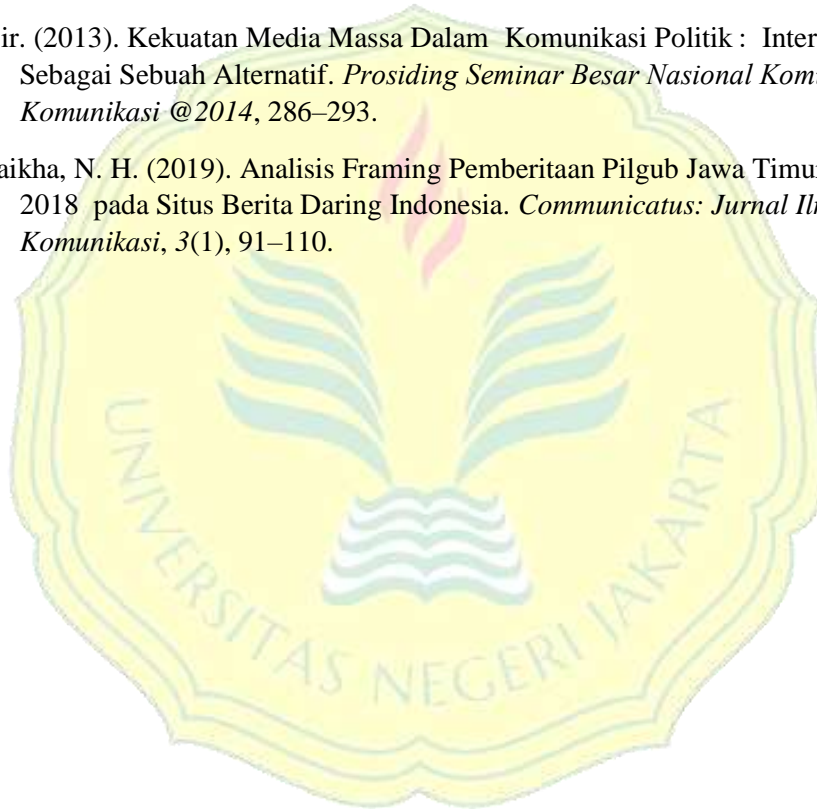 ir. (2013). Kekuatan Media Massa Dalam Komunikasi Politik : Inter
Sebagai Sebuah Alternatif. Prosiding Seminar Besar Nasional Kom
Komunikasi @2014, 286–293.
aikha, N. H. (2019). Analisis Framing Pemberitaan Pilgub Jawa Timur
2018 pada Situs Berita Daring Indonesia. Communicatus: Jurnal Il
Komunikasi, 3(1), 91–110.
UNIVERSITAS NEGERI JAKARTA